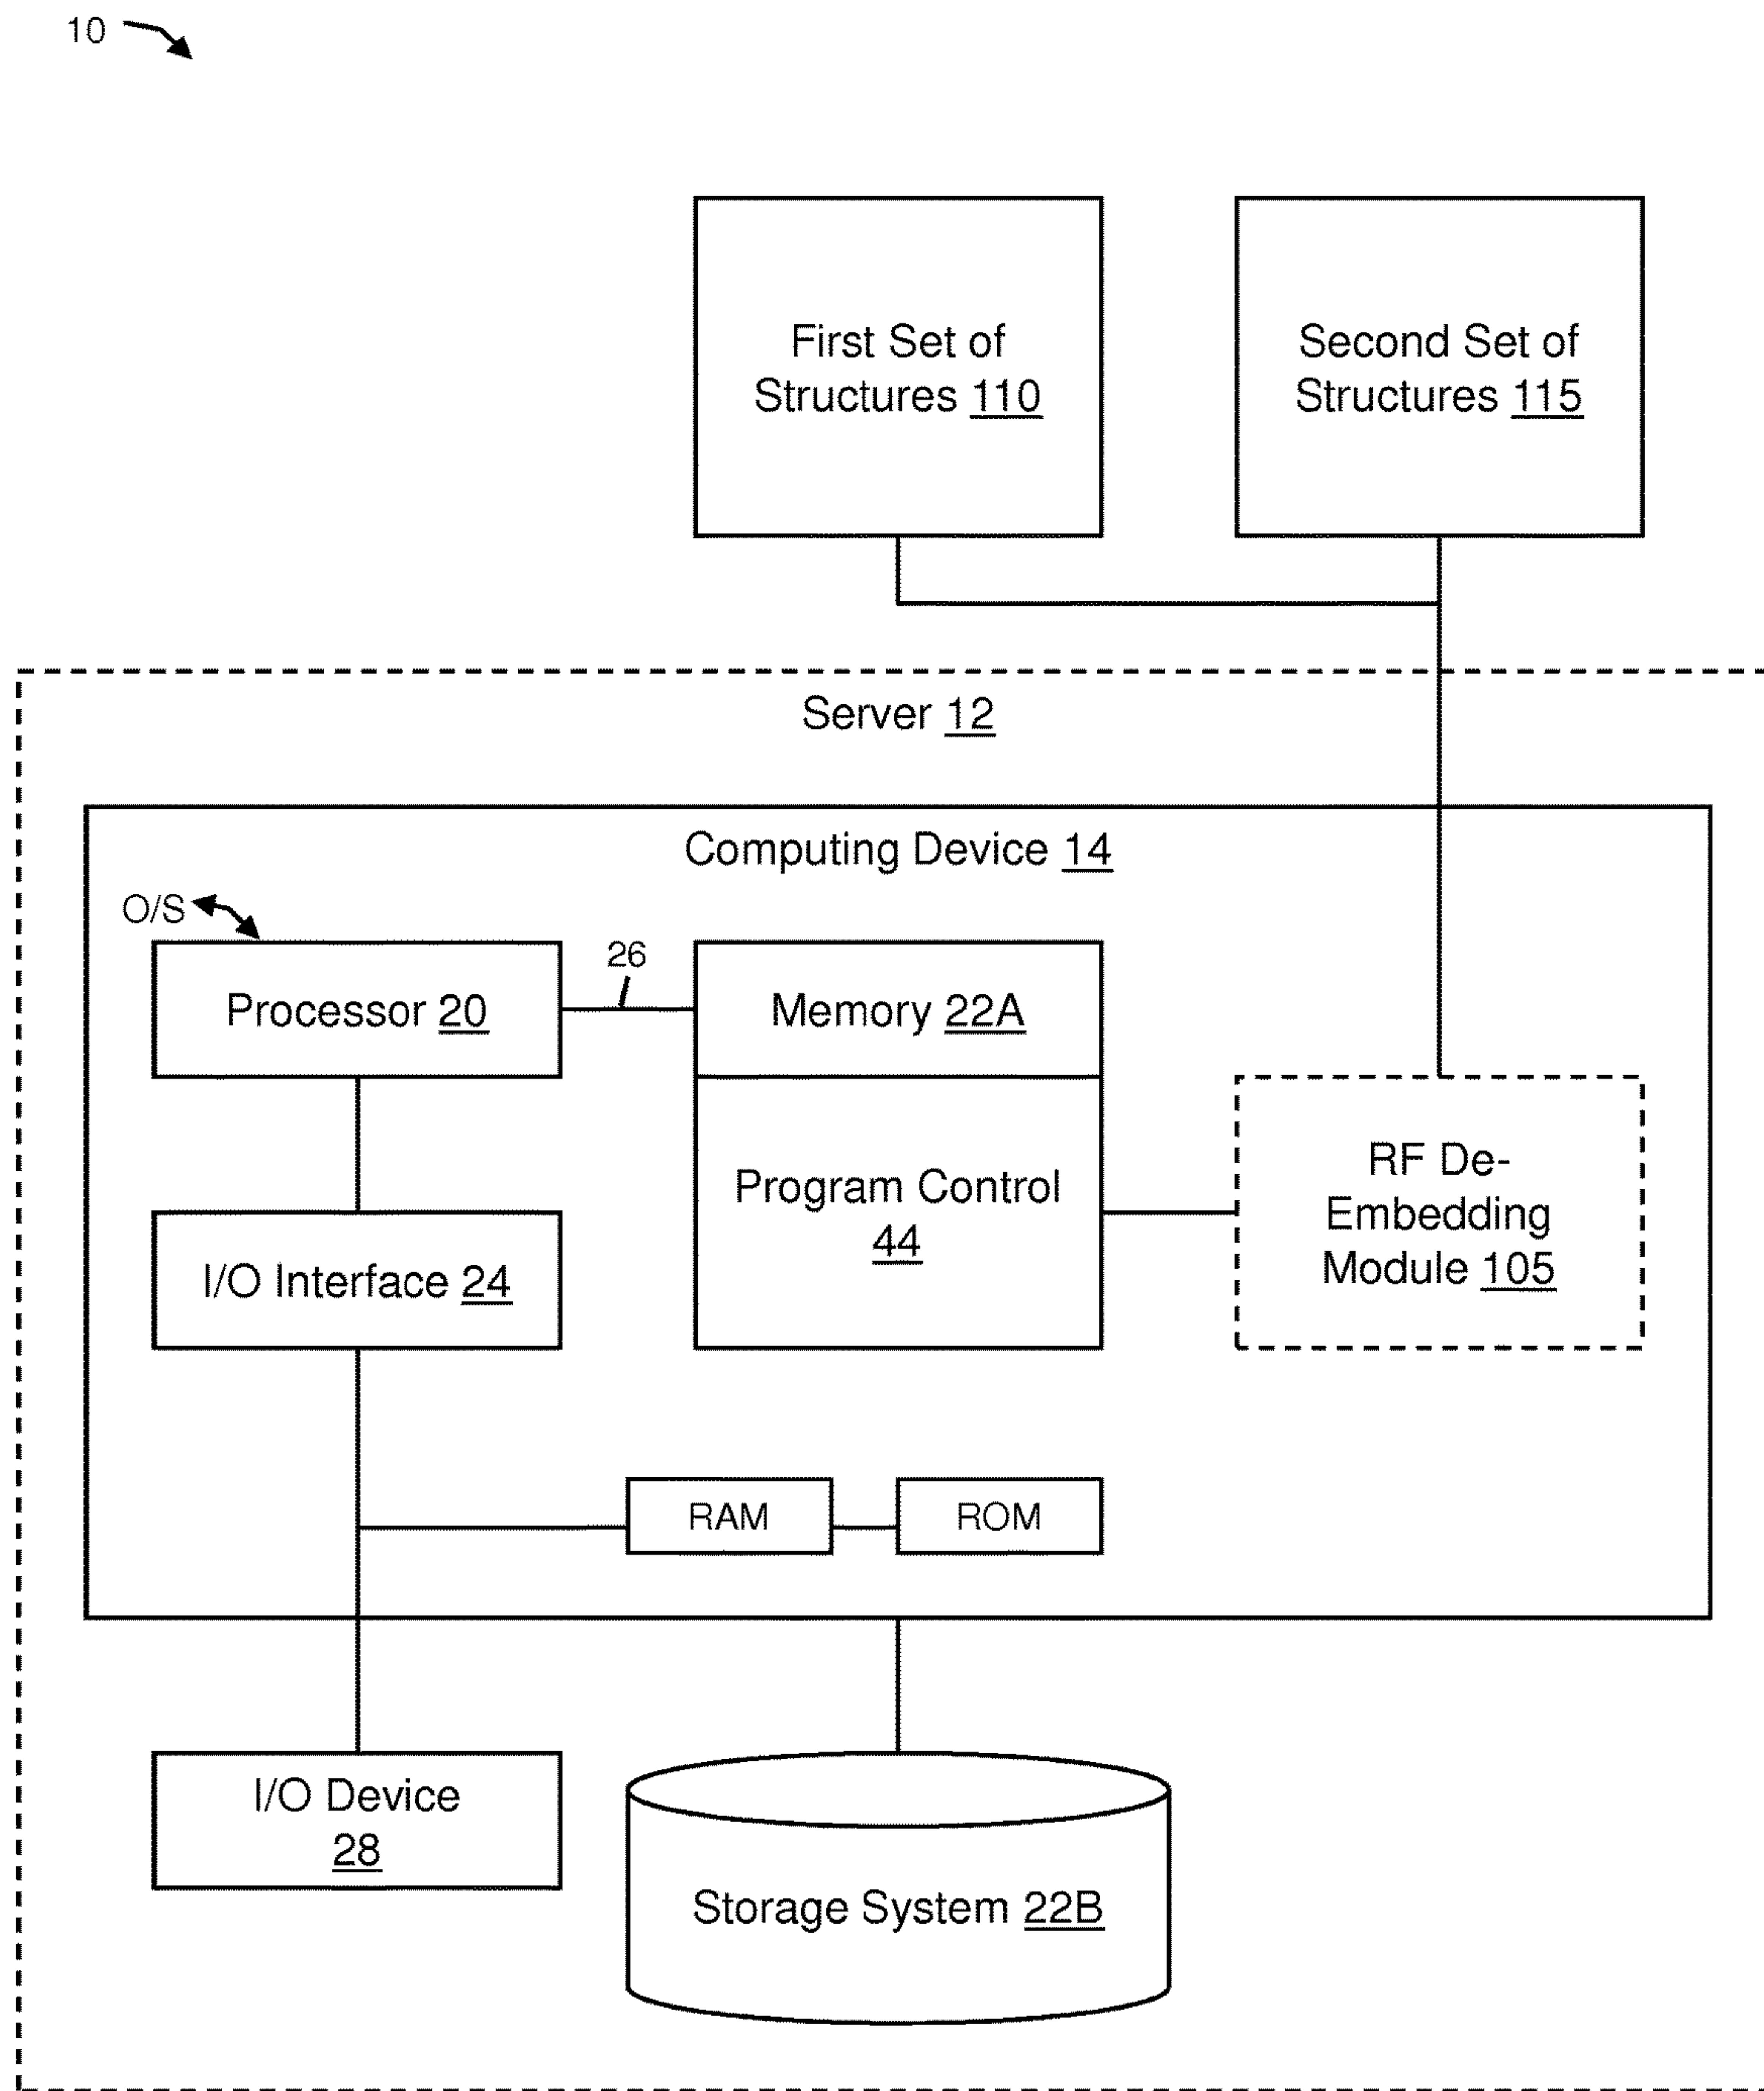 10
First Set of
Structures 110
Second Set of
Structures 115
Server 12
Computing Device 14
O/S
26
Processor 20
Memory 22A
Program Control
44
RF De-
Embedding
Module 105
I/O Interface 24
RAM
ROM
I/O Device
28
Storage System 22B